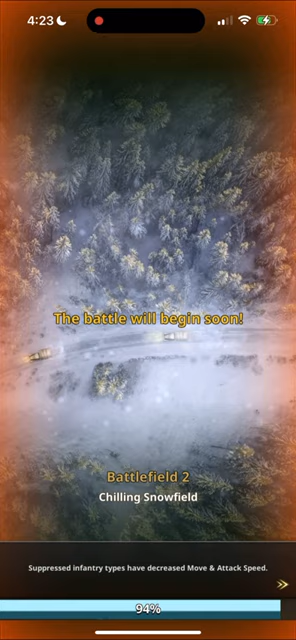 4:23
The battle will begin soon!
Battlefield 2
Chilling Snowfield
Suppressed infantry types have decreased Move & Attack Speed.
94%